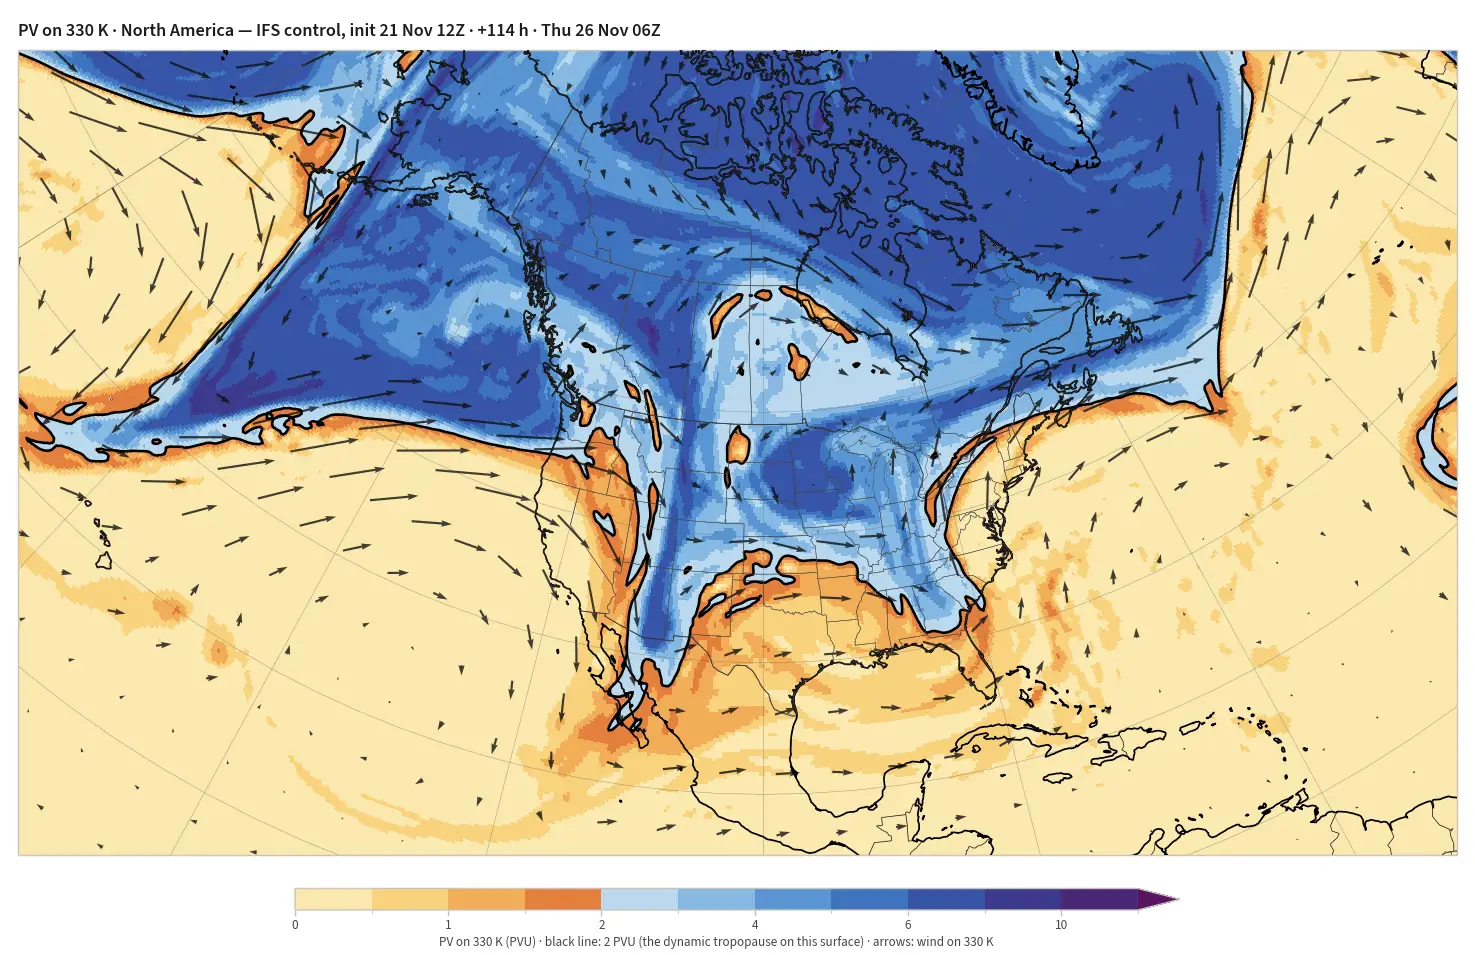 PV on 330 K · North America — IFS control, init 21 Nov 12Z · +114 h · Thu 26 Nov 06Z
0 1 2 4 6 10
PV on 330 K (PVU) · black line: 2 PVU (the dynamic tropopause on this surface) · arrows: wind on 330 K